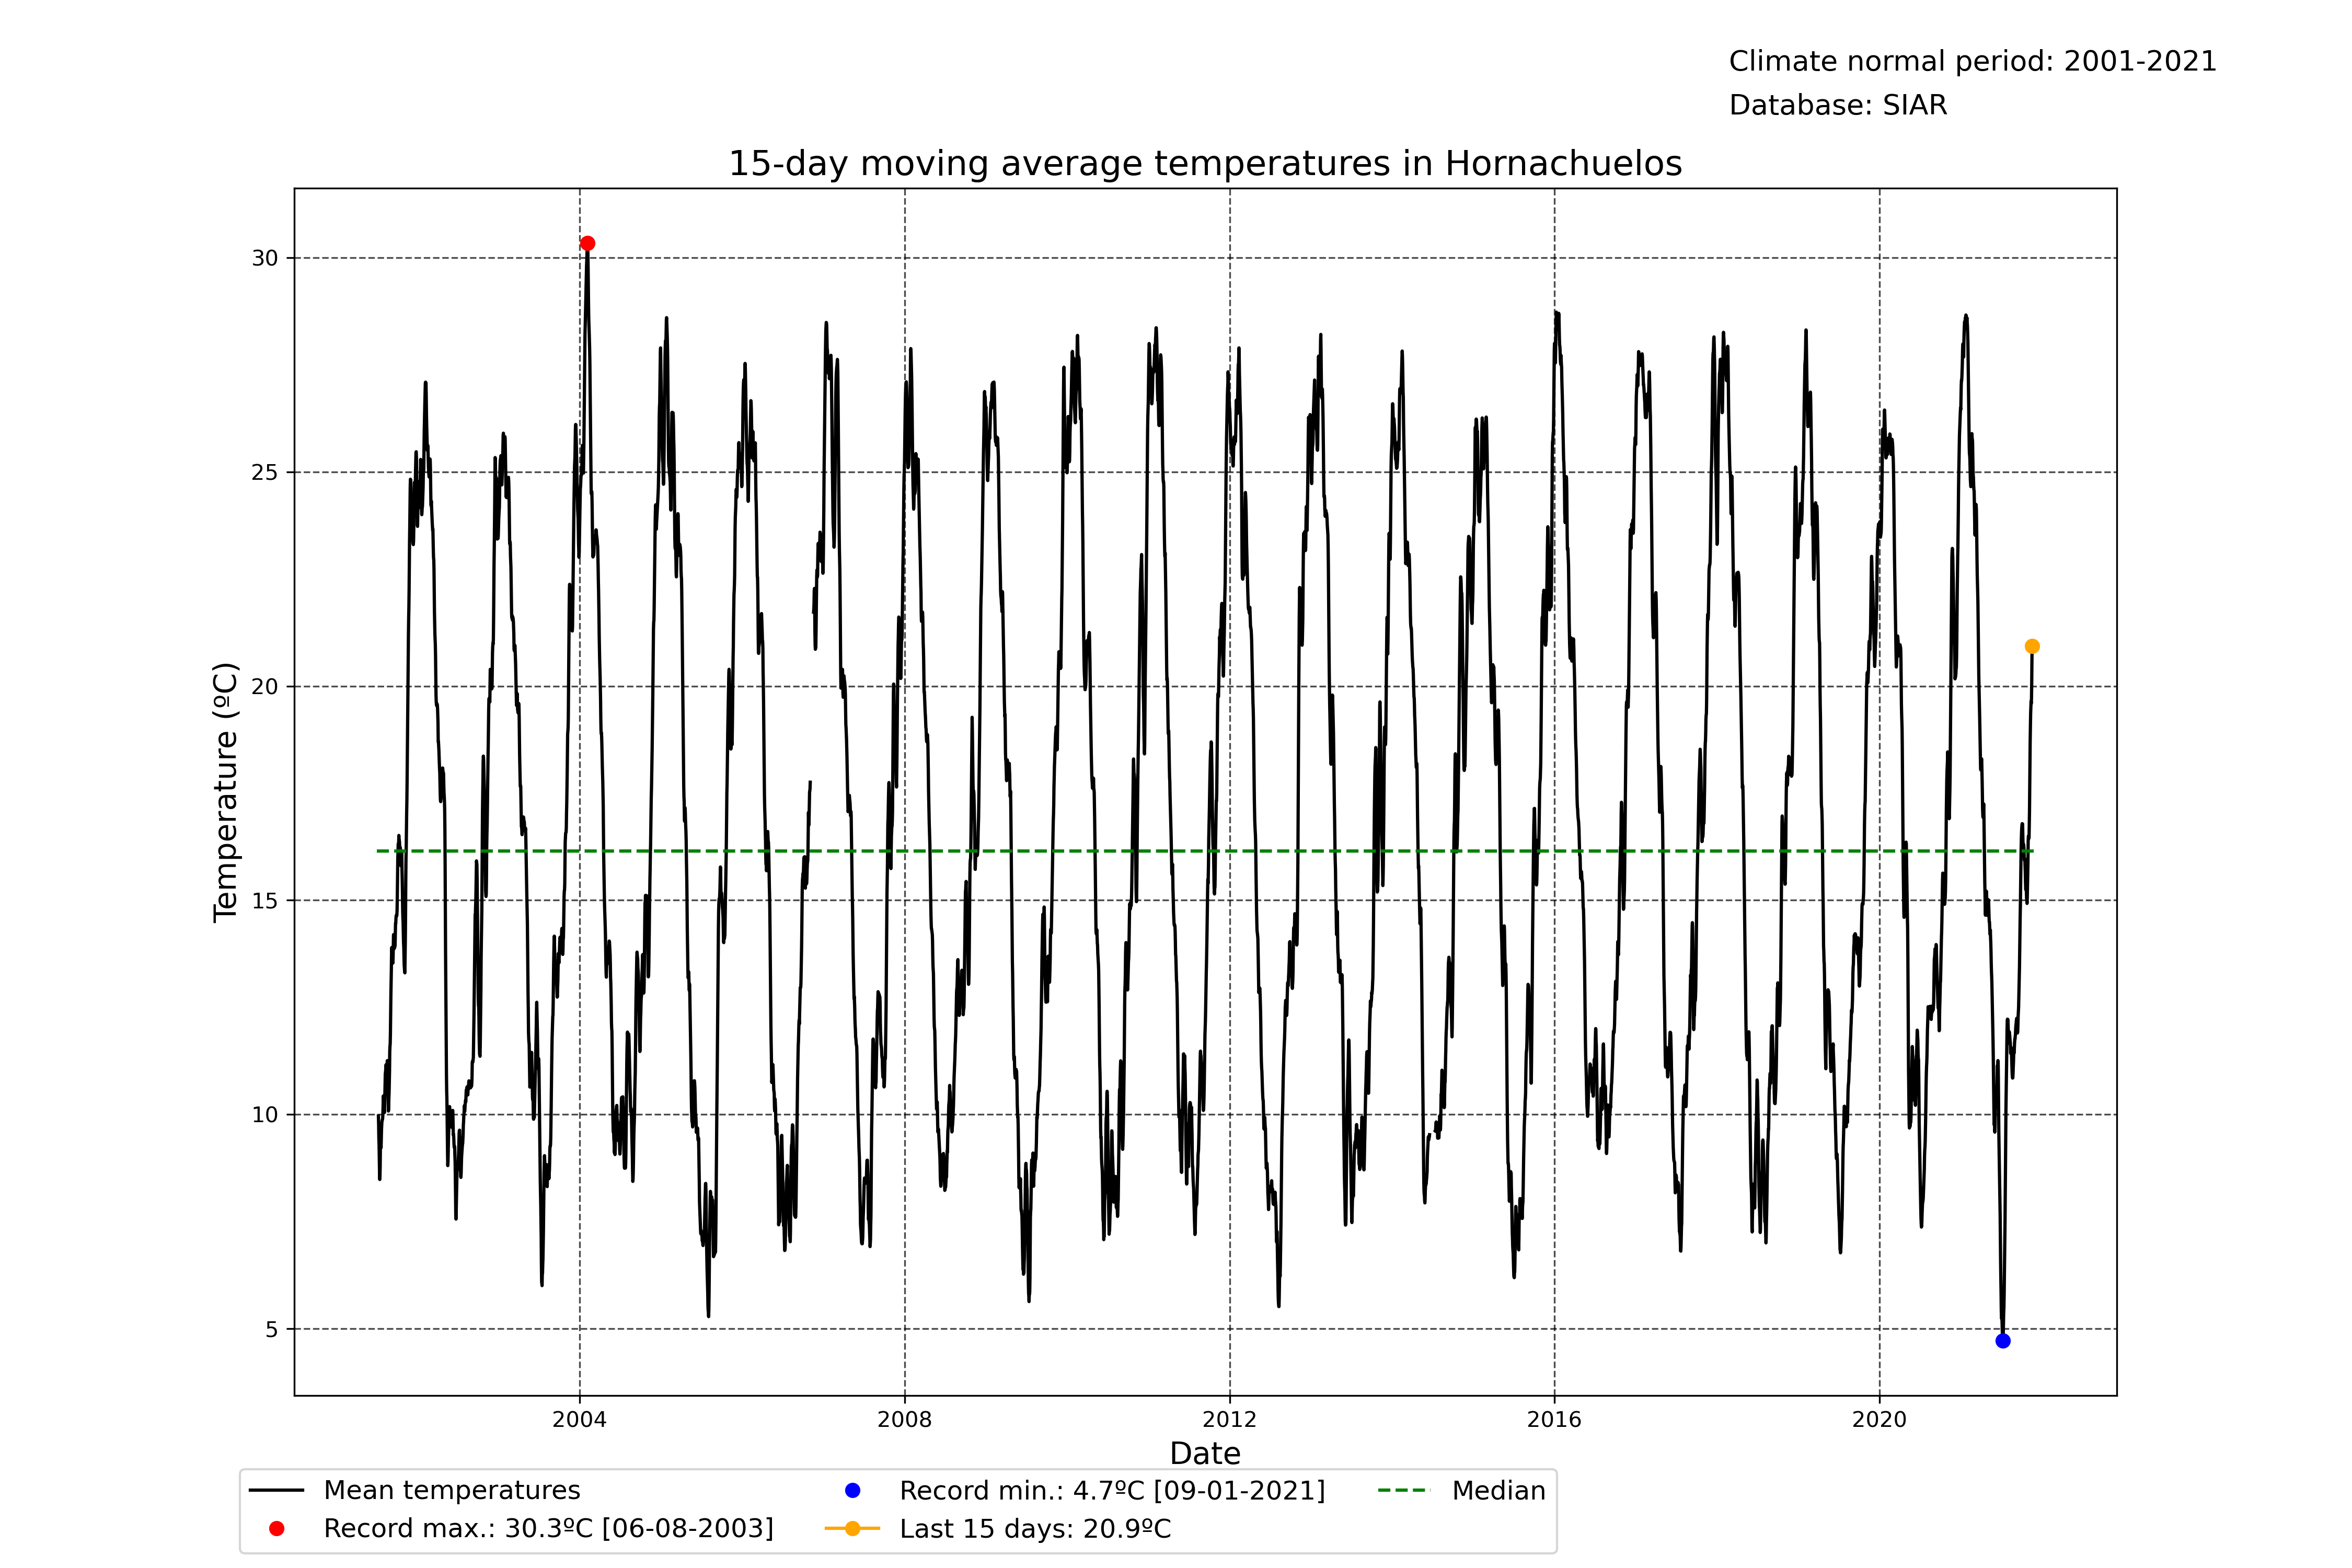 Climate normal period: 2001-2021
Database: SIAR
15-day moving average temperatures in Hornachuelos
30
25
20
15
10
5
Temperature (ºC)
2004 2008 2012 2016 2020
Date
Mean temperatures
Record max.: 30.3ºC [06-08-2003]
Record min.: 4.7ºC [09-01-2021]
Last 15 days: 20.9ºC
Median